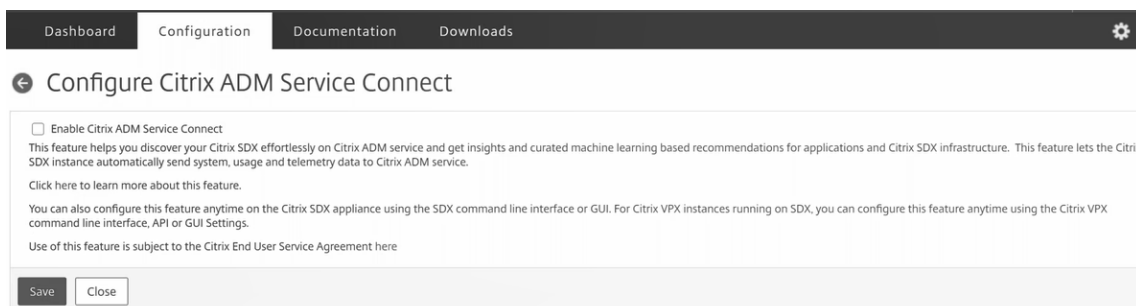 Dashboard Configuration Documentation Downloads
Configure Citrix ADM Service Connect
Enable Citrix ADM Service Connect
This feature helps you discover your Citrix SDX effortlessly on Citrix ADM service and get insights and curated machine learning based recommendations for applications and Citrix SDX infrastructure. This feature lets the Citri
SDX instance automatically send system, usage and telemetry data to Citrix ADM service.
Click here to learn more about this feature.
You can also configure this feature anytime on the Citrix SDX appliance using the SDX command line interface or GUI. For Citrix VPX instances running on SDX, you can configure this feature anytime using the Citrix VPX
command line interface, API or GUI Settings.
Use of this feature is subject to the Citrix End User Service Agreement here
Save Close